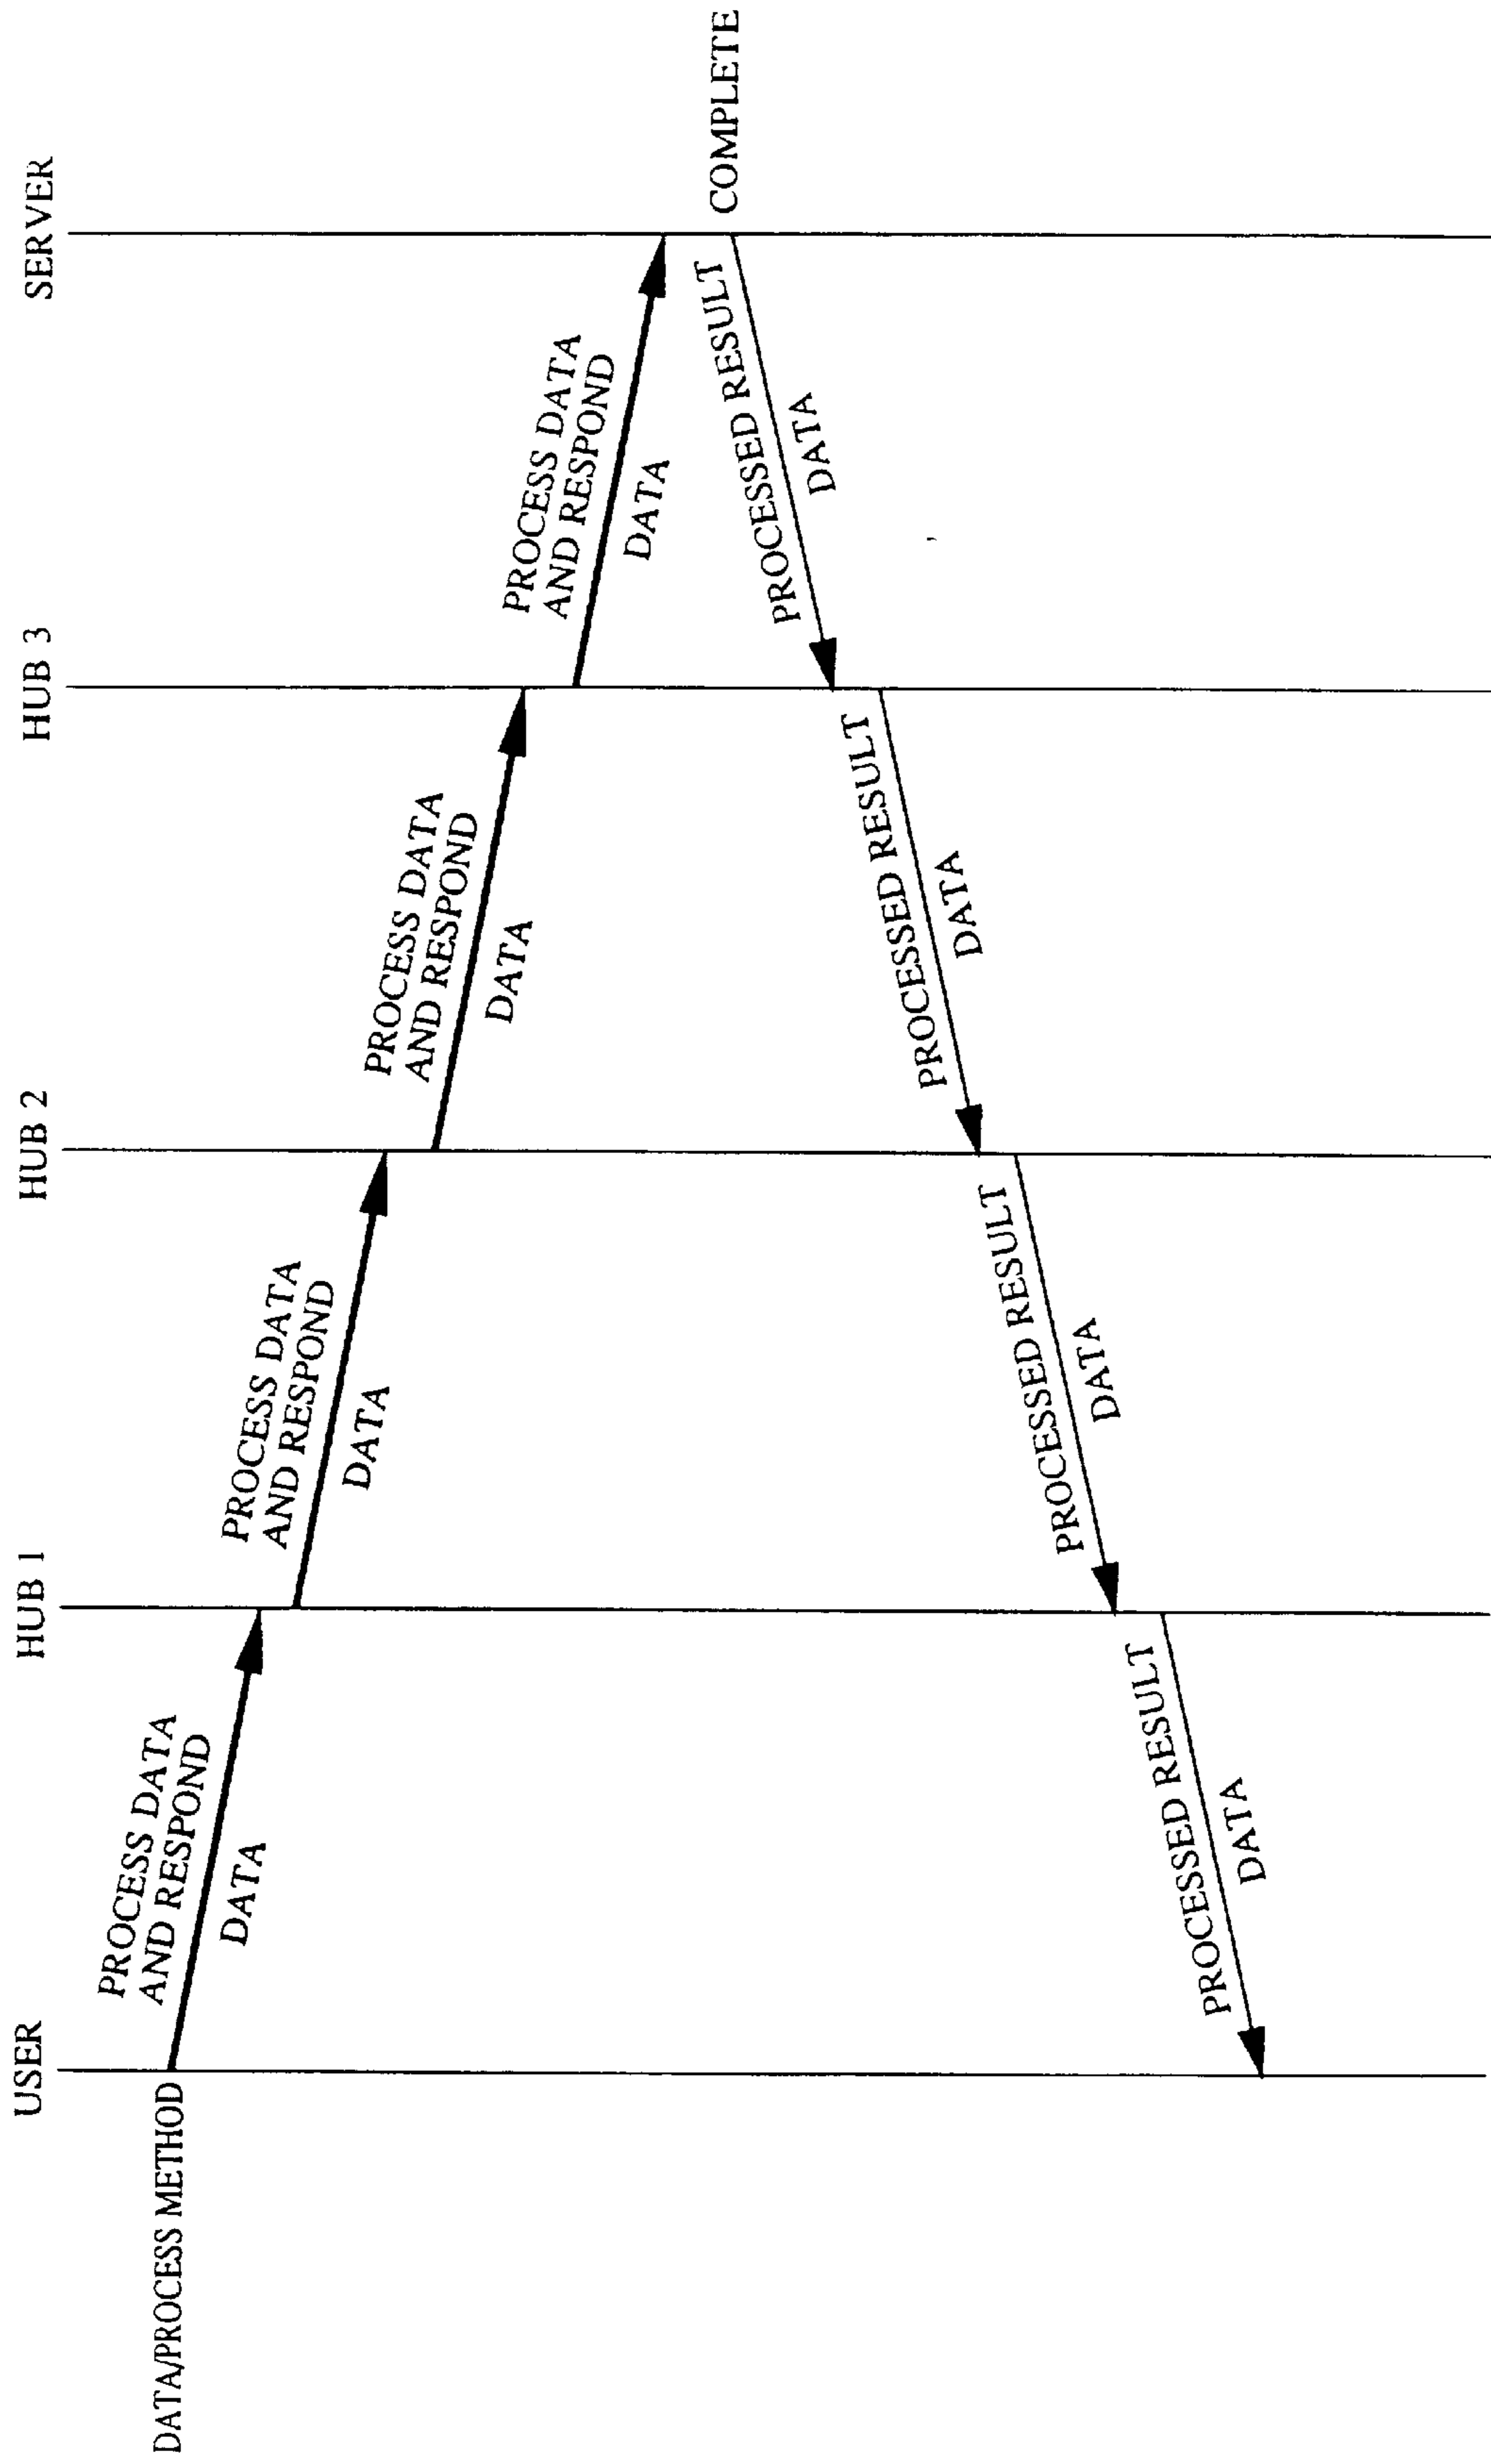 USER
HUB 1
HUB 2
HUB 3
SERVER
DATA/PROCESS METHOD
PROCESS DATA
AND RESPOND
DATA
PROCESS DATA
AND RESPOND
DATA
PROCESS DATA
AND RESPOND
DATA
PROCESS DATA
AND RESPOND
DATA
COMPLETE
PROCESSED RESULT
DATA
PROCESSED RESULT
DATA
PROCESSED RESULT
DATA
PROCESSED RESULT
DATA